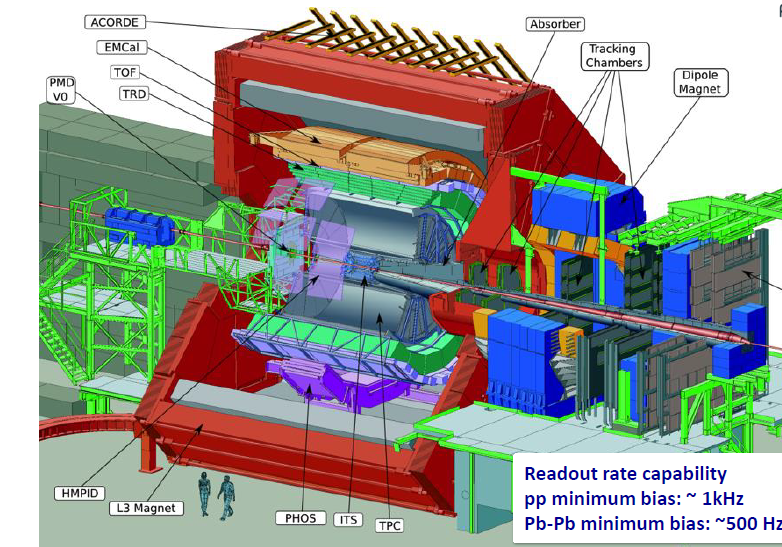 ACORDE
EMCal
TOF
TRD
PMD
V0
Absorber
Tracking
Chambers
Dipole
Magnet
HMPID
L3 Magnet
PHOS
ITS
TPC
Readout rate capability
pp minimum bias: ~ 1kHz
Pb-Pb minimum bias: ~500 Hz